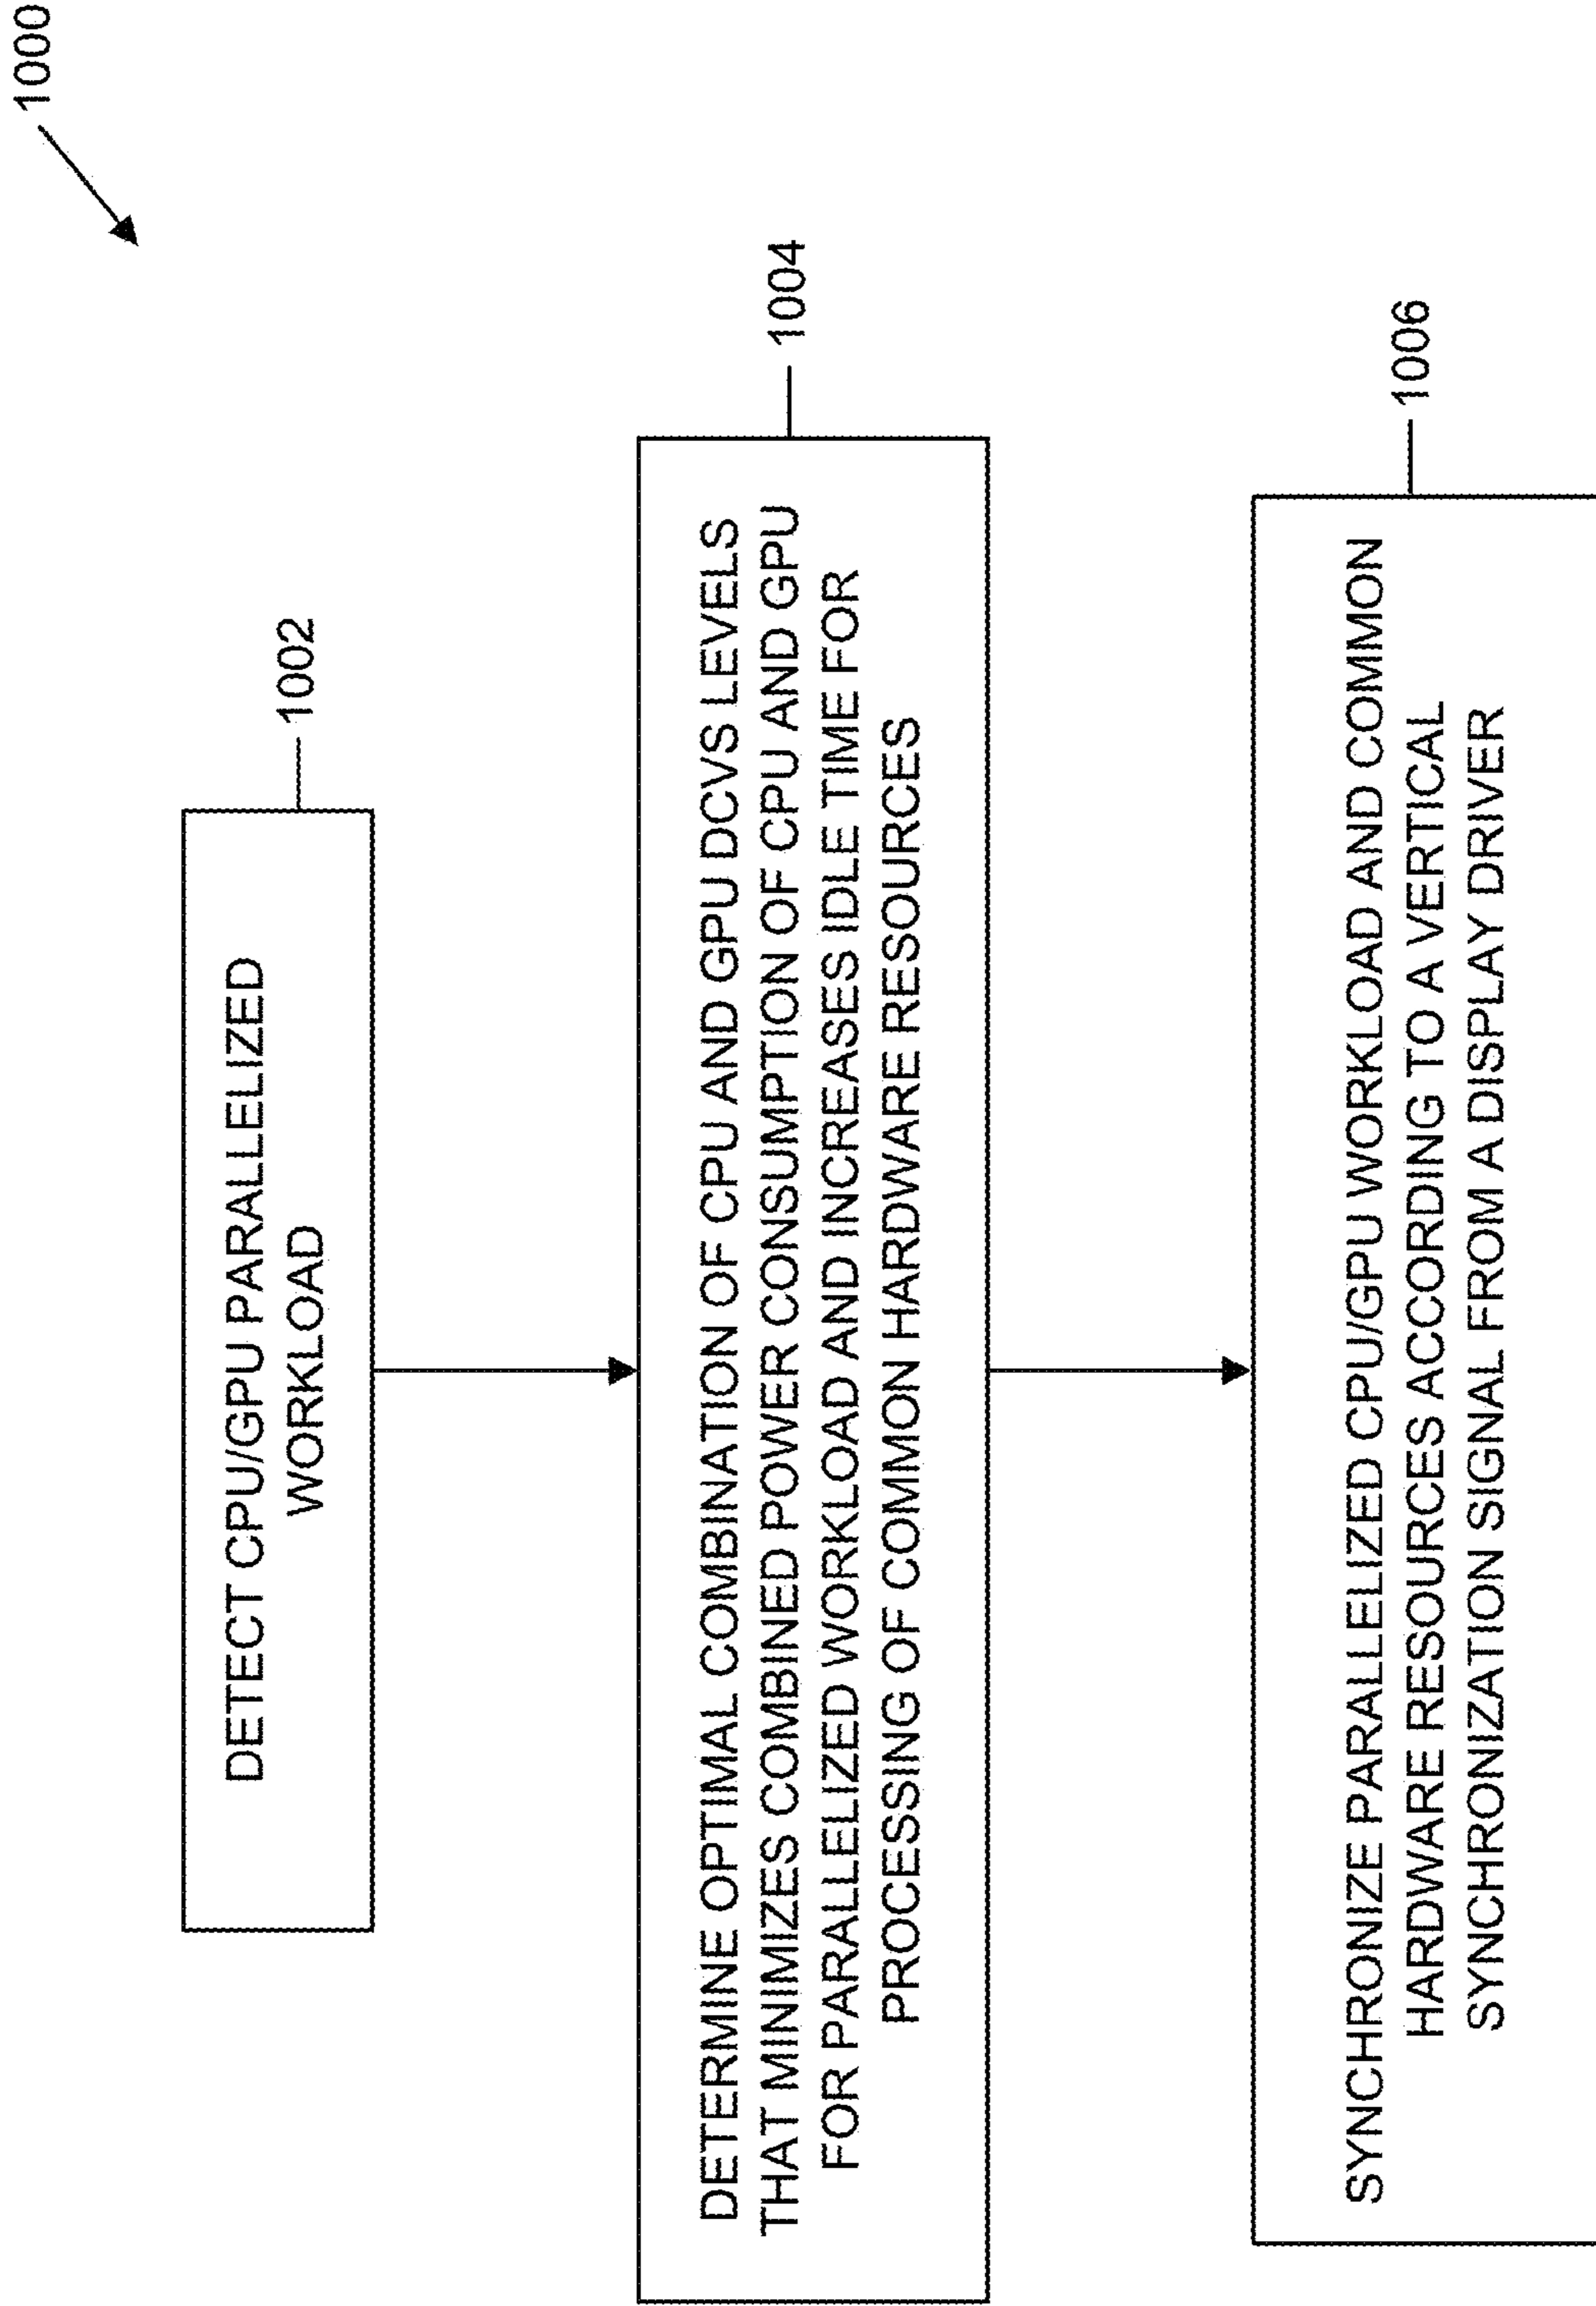 1000
DETECT CPU/GPU PARALLELIZED
WORKLOAD
1002
DETERMINE OPTIMAL COMBINATION OF CPU AND GPU DCVS LEVELS
THAT MINIMIZES COMBINED POWER CONSUMPTION OF CPU AND GPU
FOR PARALLELIZED WORKLOAD AND INCREASES IDLE TIME FOR
PROCESSING OF COMMON HARDWARE RESOURCES
1004
SYNCHRONIZE PARALLELIZED CPU/GPU WORKLOAD AND COMMON
HARDWARE RESOURCES ACCORDING TO A VERTICAL
SYNCHRONIZATION SIGNAL FROM A DISPLAY DRIVER
1006